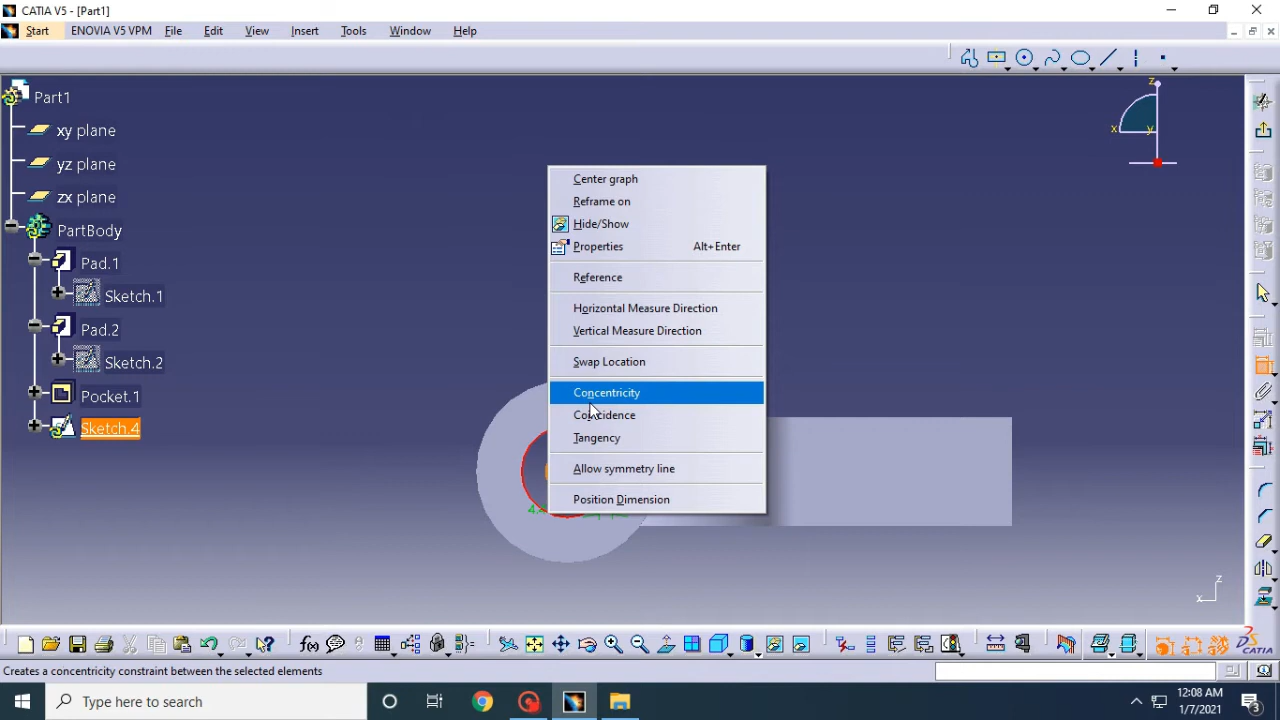 CATIA V5 - [Part1]
Start ENOVIA V5 VPM File Edit View Insert Tools Window Help
Part1
xy plane
yz plane
zx plane
PartBody
Pad.1
Sketch.1
Pad.2
Sketch.2
Pocket.1
Sketch.4
z
x
y
Center graph
Reframe on
Hide/Show
Properties Alt+Enter
Reference
Horizontal Measure Direction
Vertical Measure Direction
Swap Location
Concentricity
Coincidence
Tangency
Allow symmetry line
Position Dimension
z
x
f(x)
CATIA
Creates a concentricity constraint between the selected elements
Type here to search
12:08 AM
1/7/2021
3